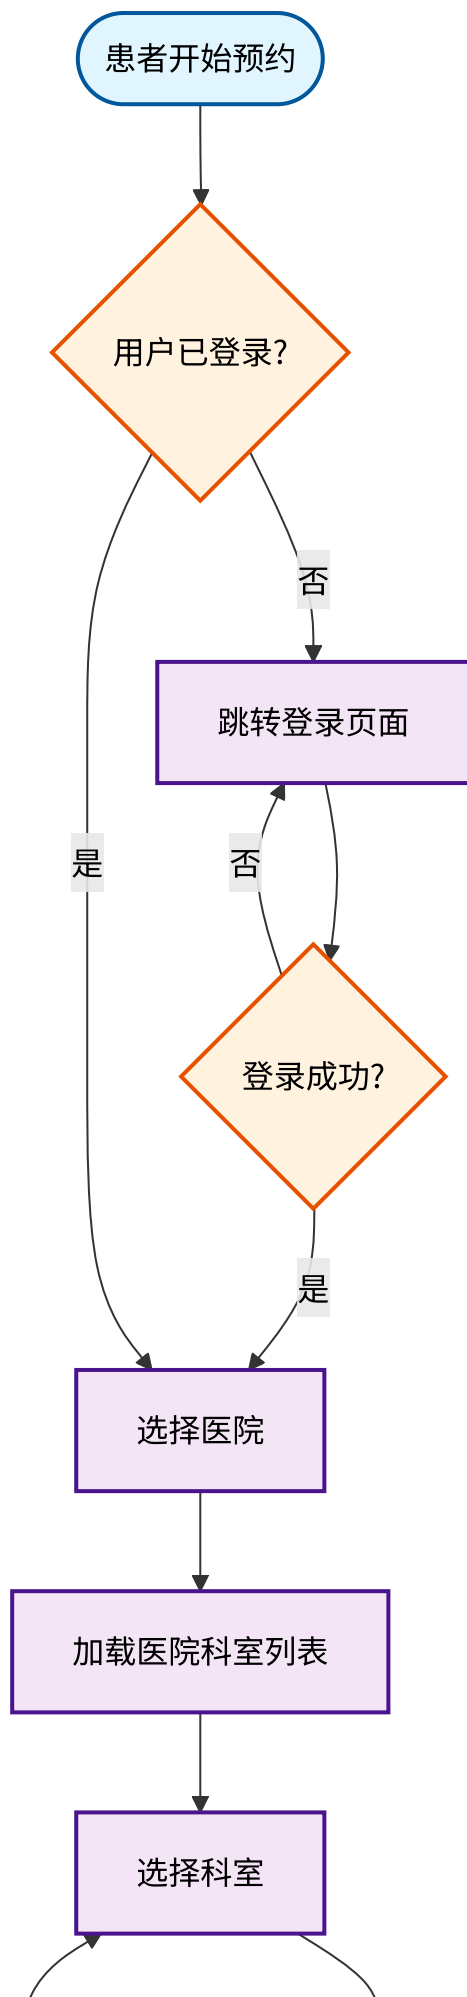 患者开始预约
用户已登录?
否
跳转登录页面
是
否
登录成功?
是
选择医院
加载医院科室列表
选择科室